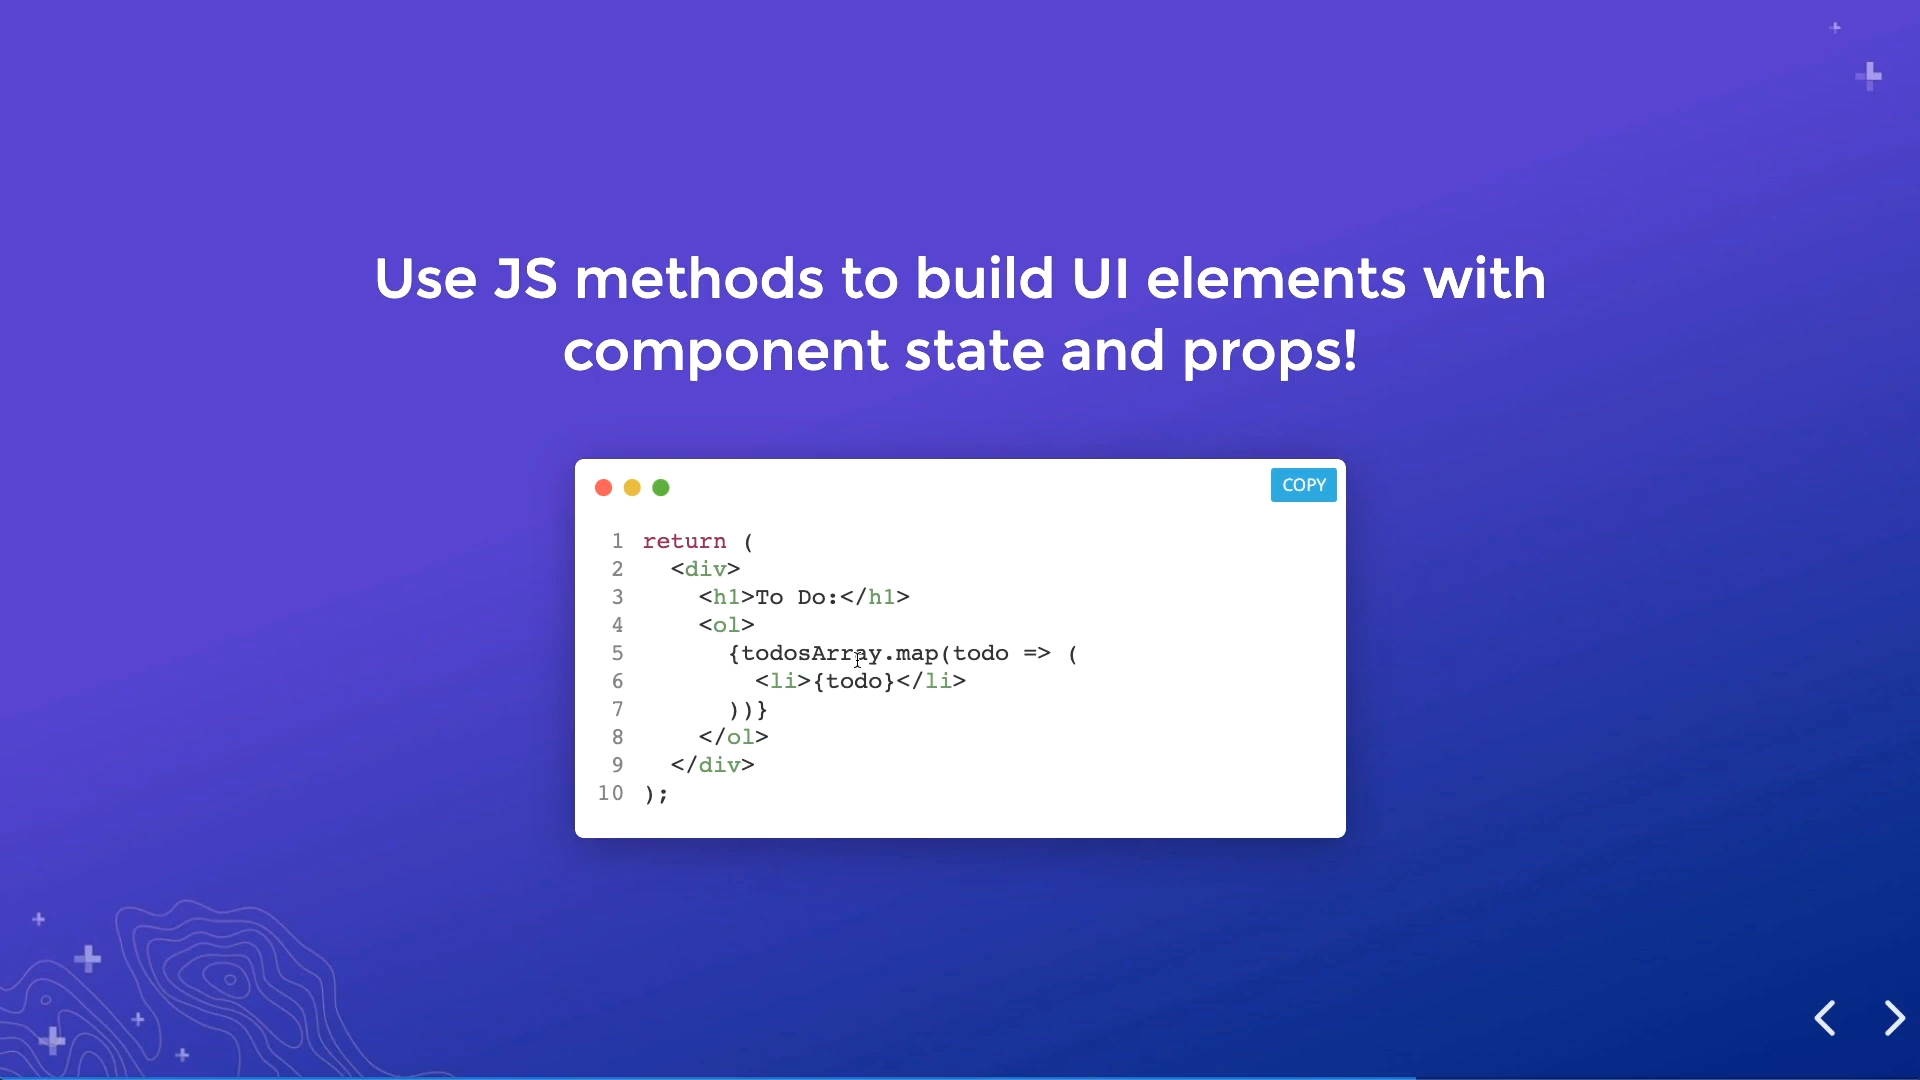 Use JS methods to build UI elements with
component state and props!
COPY
1 return (
2   <div>
3     <h1>To Do:</h1>
4     <ol>
5       {todosArray.map(todo => (
6         <li>{todo}</li>
7       ))}
8     </ol>
9   </div>
10 );